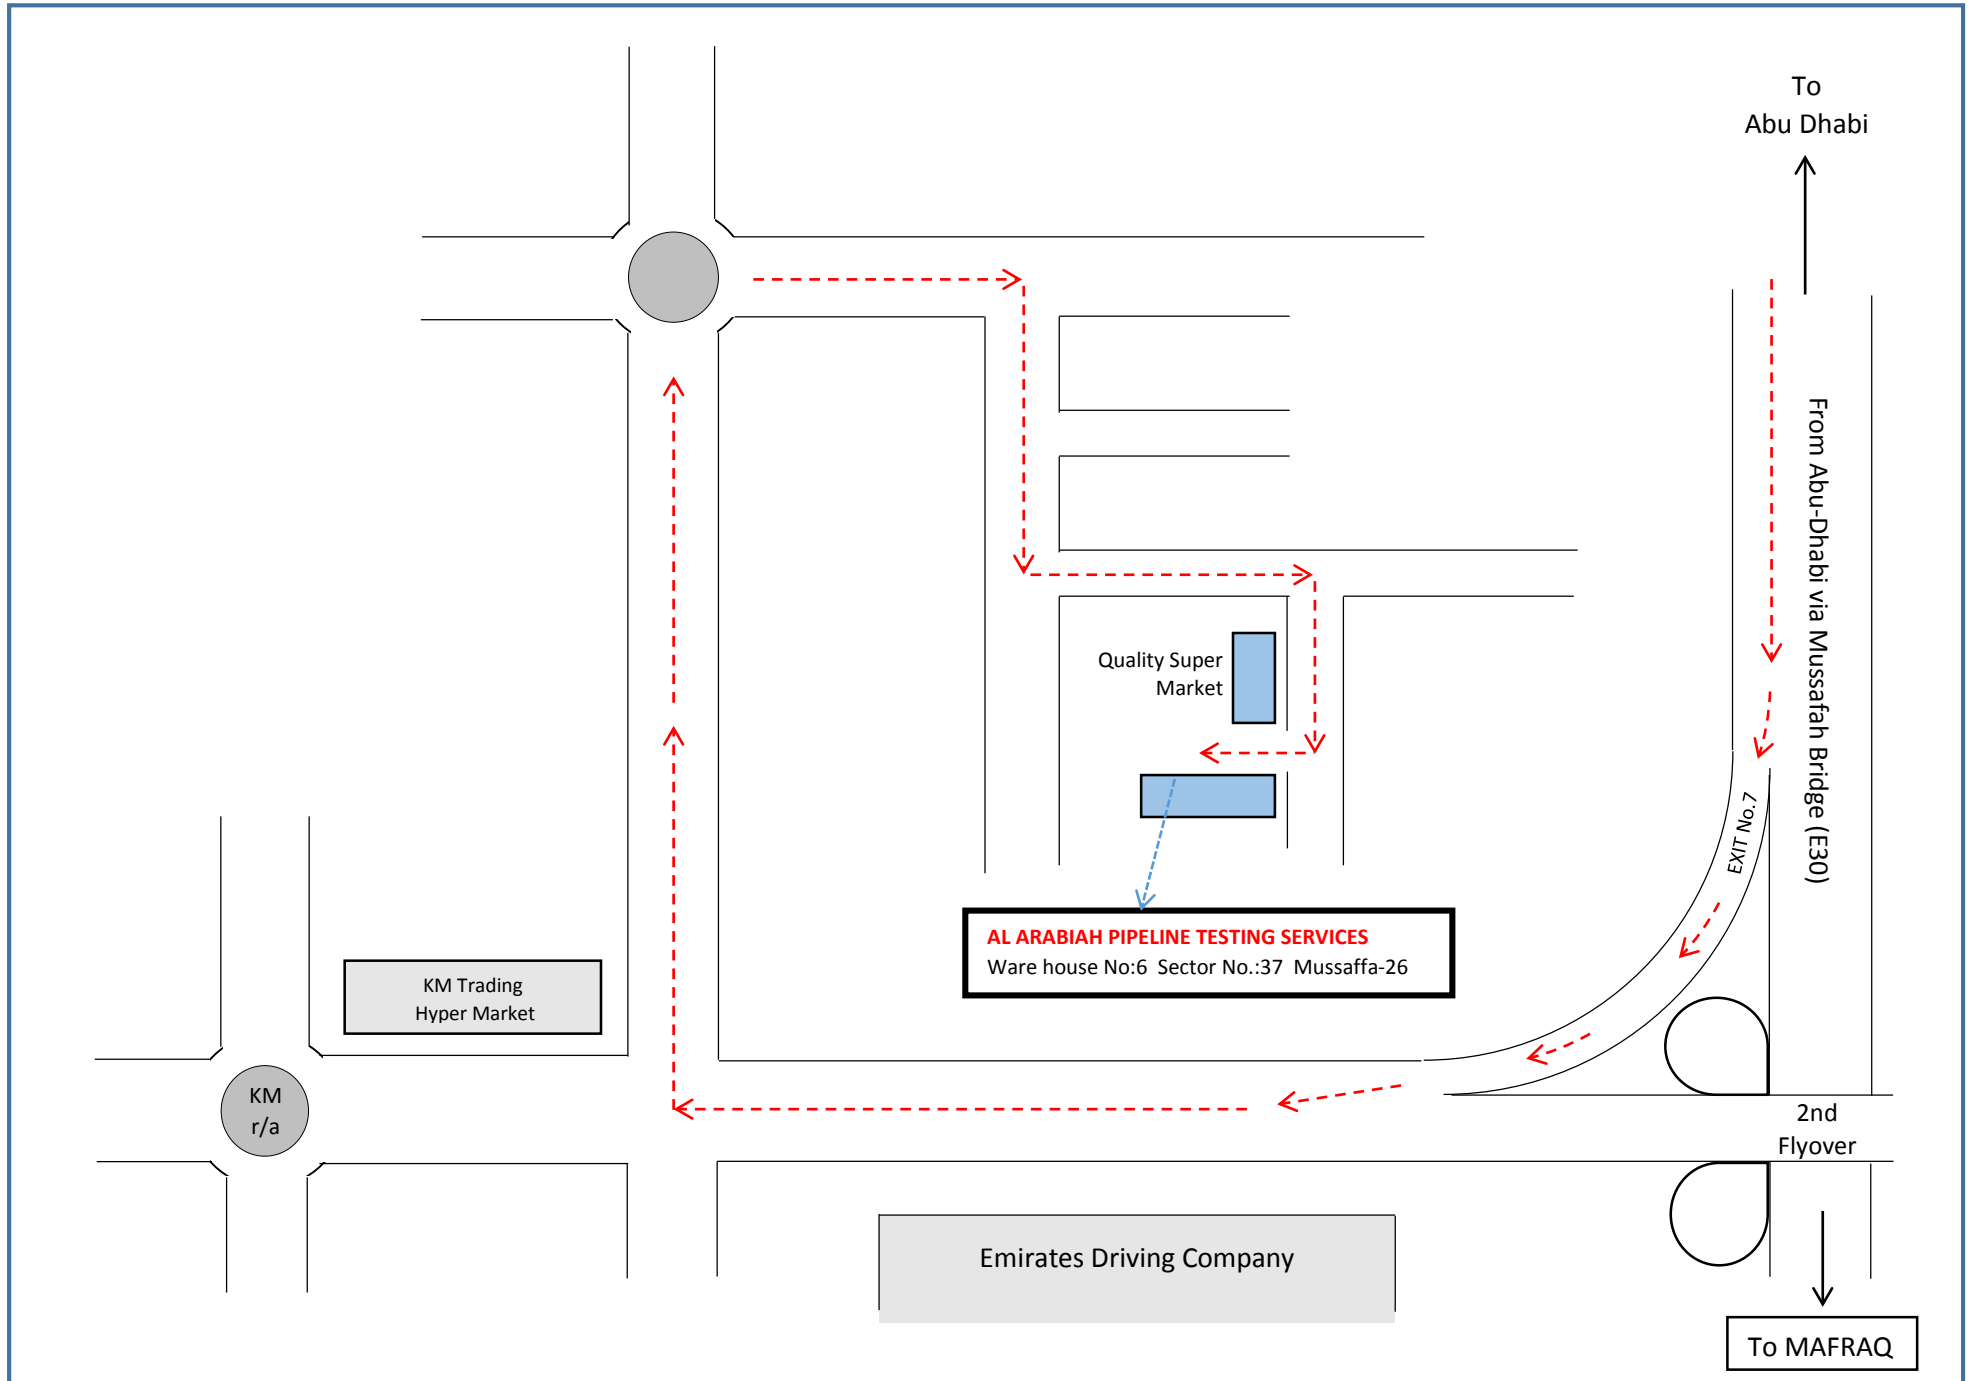 To
Abu Dhabi
From Abu-Dhabi via Mussafah Bridge (E30)
Quality Super
Market
EXIT No.7
AL ARABIAH PIPELINE TESTING SERVICES
Ware house No:6 Sector No.:37 Mussaffa-26
KM Trading
Hyper Market
KM
r/a
2nd
Flyover
Emirates Driving Company
To MAFRAQ